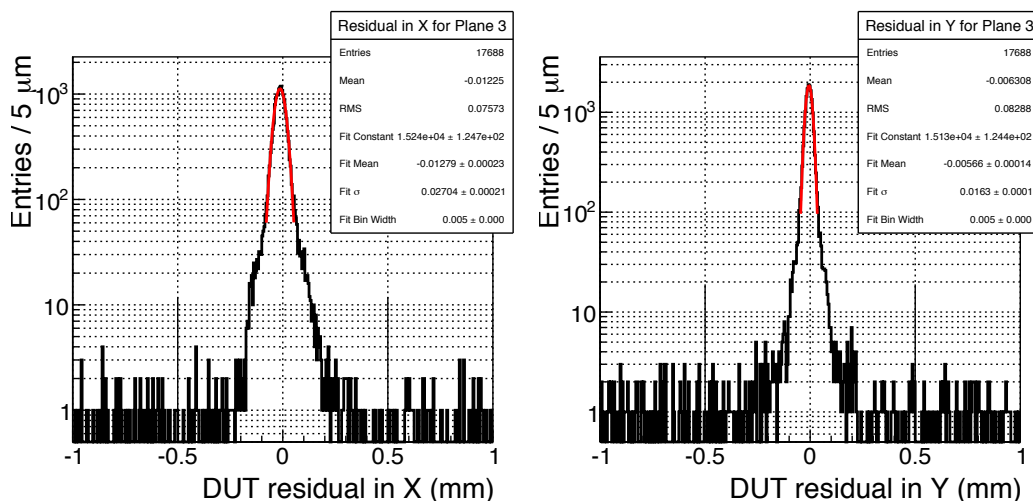 Residual in X for Plane 3
Entries 17688
Mean -0.01225
RMS 0.07573
Fit Constant 1.524e+04 ± 1.247e+02
Fit Mean -0.01279 ± 0.00023
Fit σ 0.02704 ± 0.00021
Fit Bin Width 0.005 ± 0.000
Entries / 5 μm
10³
10²
10
1
-1 -0.5 0 0.5 1
DUT residual in X (mm)
Residual in Y for Plane 3
Entries 17688
Mean -0.006308
RMS 0.08288
Fit Constant 1.513e+04 ± 1.244e+02
Fit Mean -0.00566 ± 0.00014
Fit σ 0.0163 ± 0.0001
Fit Bin Width 0.005 ± 0.000
Entries / 5 μm
10³
10²
10
1
-1 -0.5 0 0.5 1
DUT residual in Y (mm)